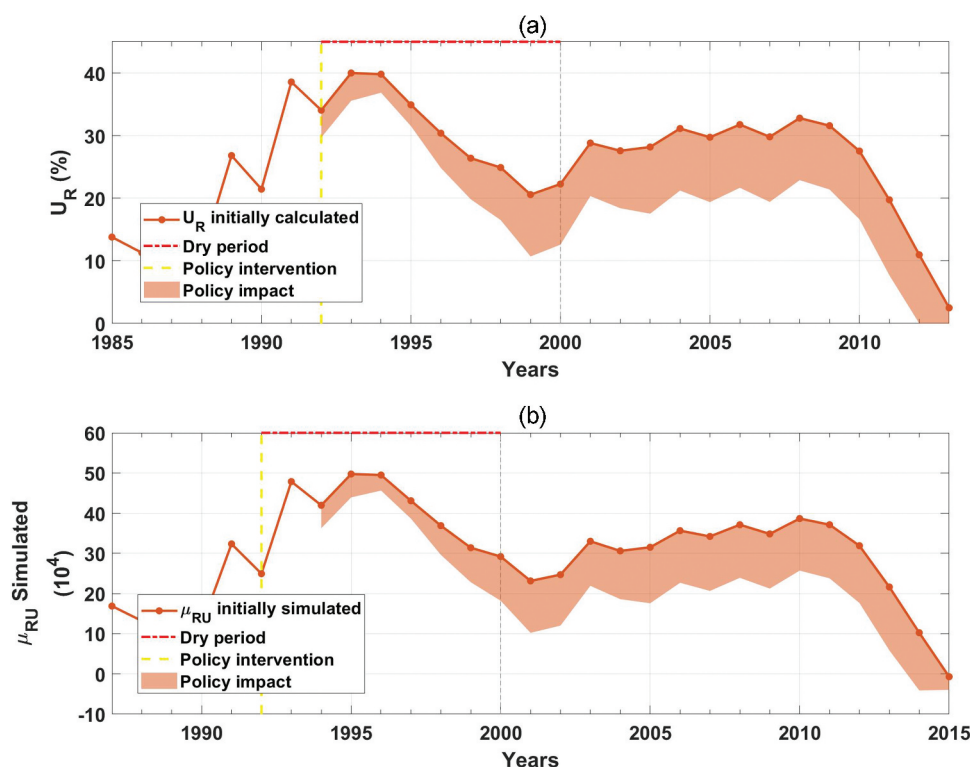 (a)
40
30
20
10
0
U_R (%)
U_R initially calculated
Dry period
Policy intervention
Policy impact
1985 1990 1995 2000 2005 2010
Years
(b)
60
50
40
30
20
10
0
-10
μ_RU Simulated
(10^4)
μ_RU initially simulated
Dry period
Policy intervention
Policy impact
1990 1995 2000 2005 2010 2015
Years